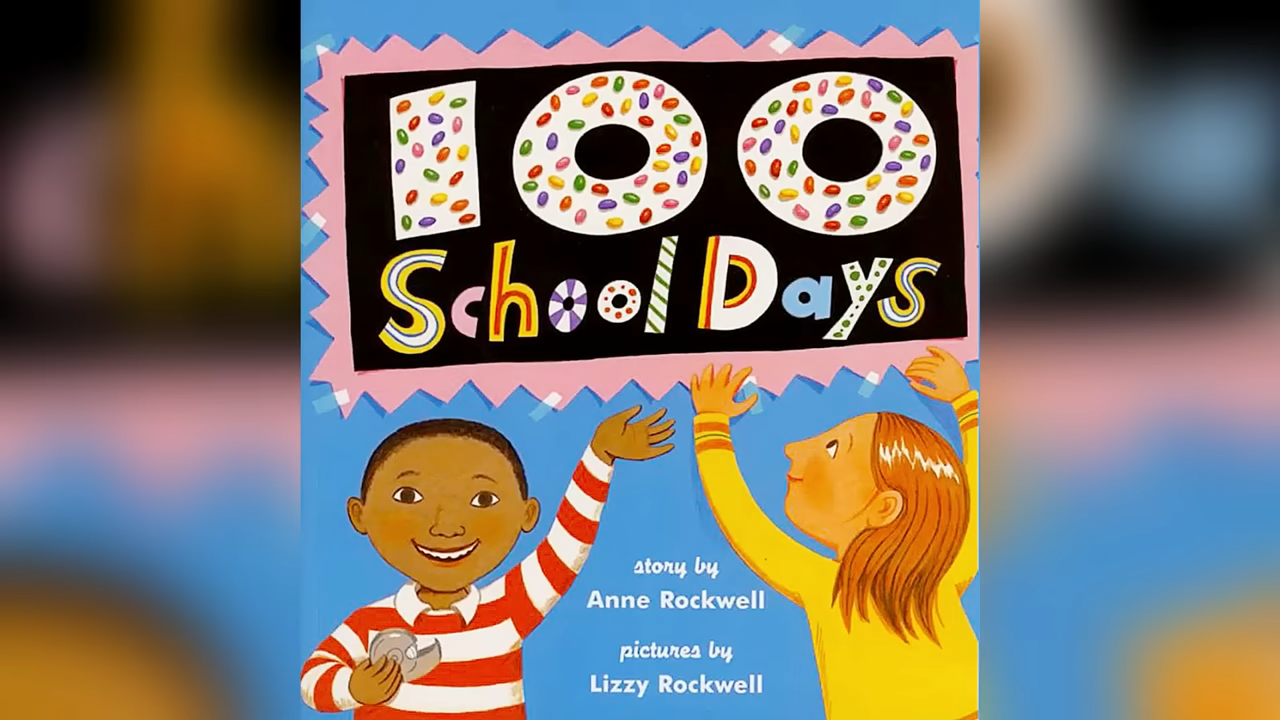 100
School Days
story by
Anne Rockwell
pictures by
Lizzy Rockwell